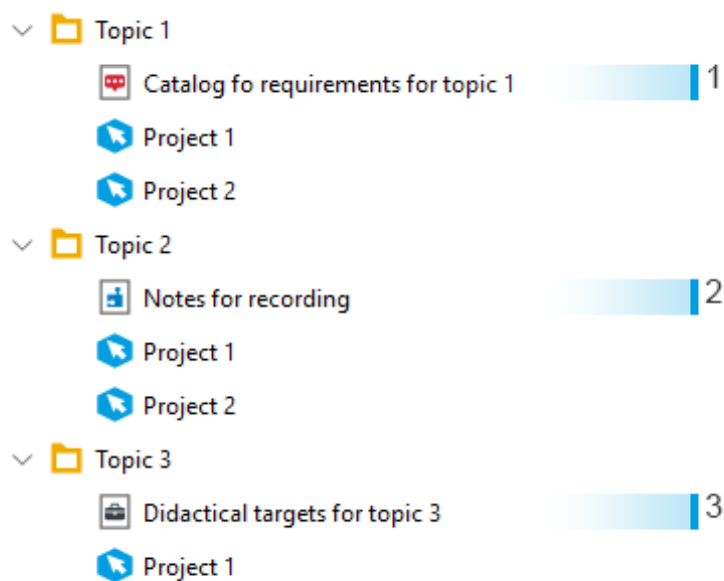 Topic 1
Catalog fo requirements for topic 1 1
Project 1
Project 2
Topic 2
Notes for recording 2
Project 1
Project 2
Topic 3
Didactical targets for topic 3 3
Project 1